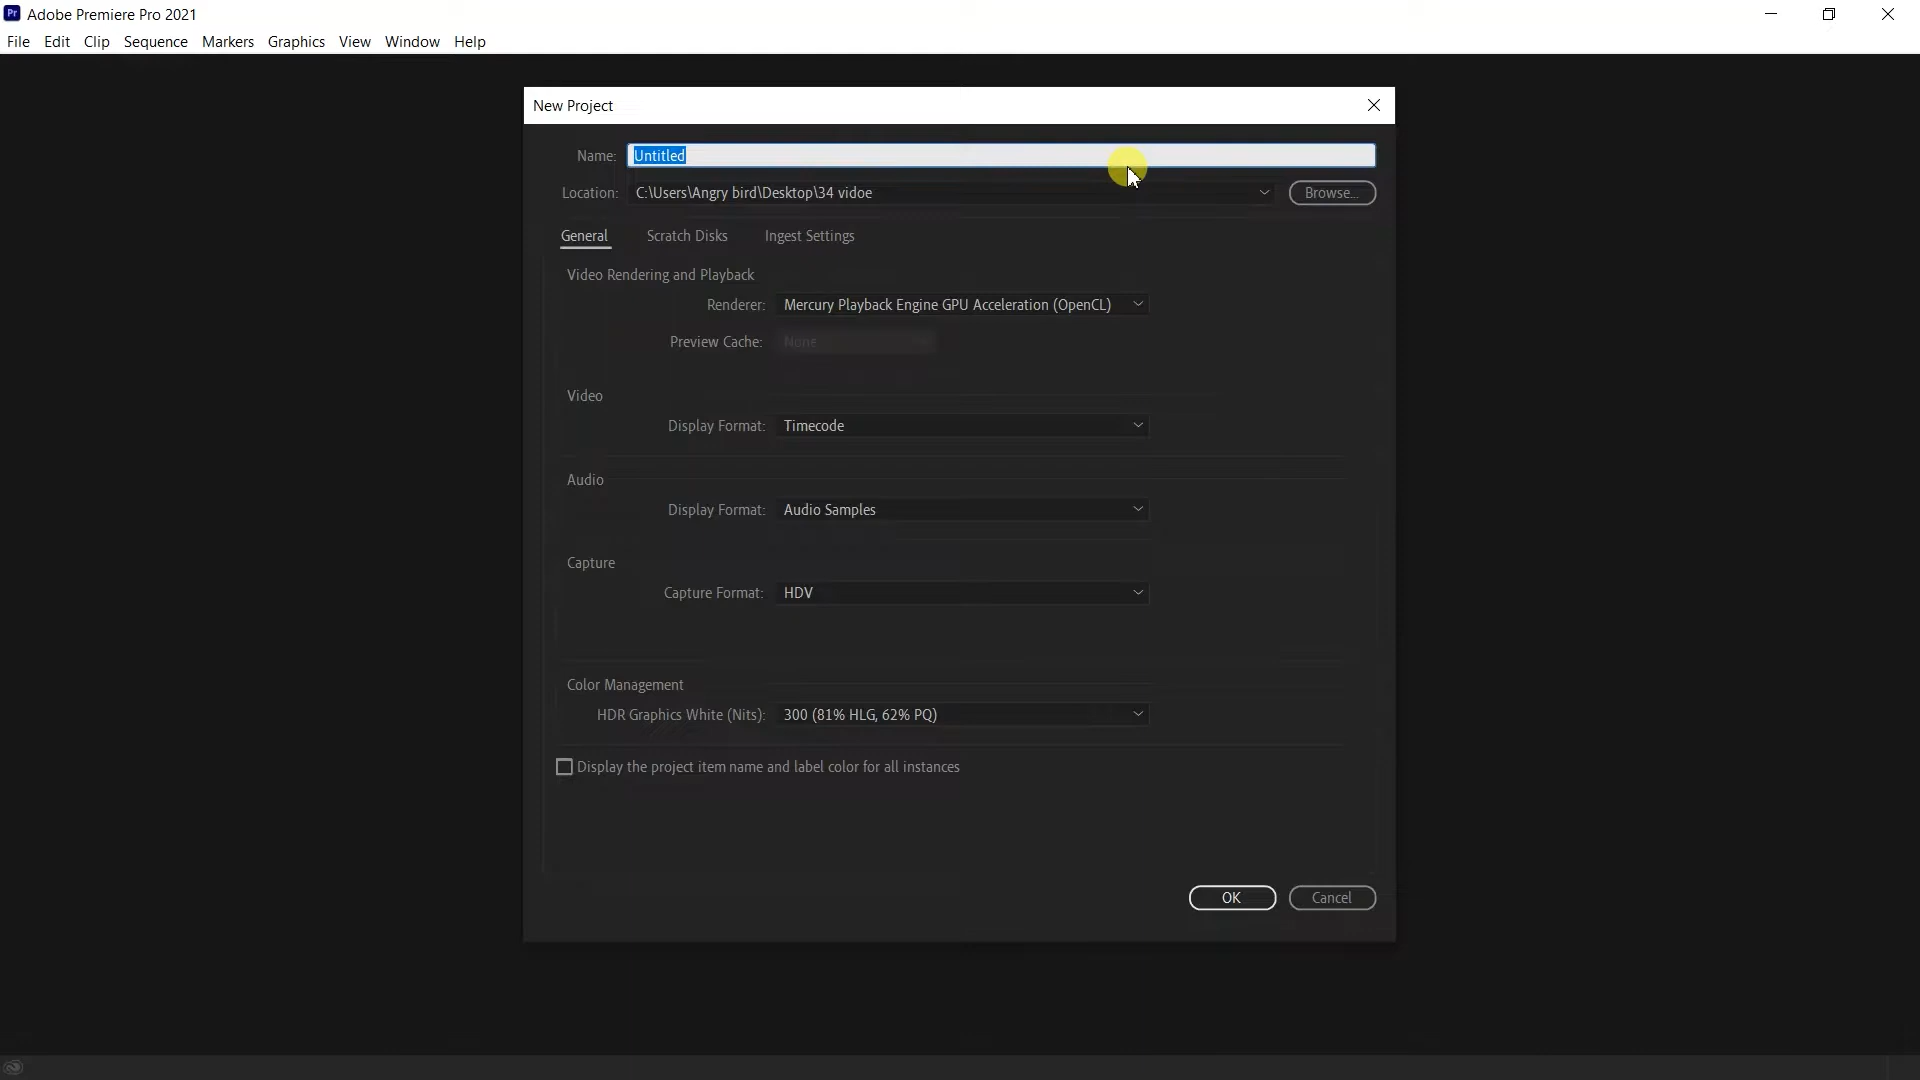 Pr Adobe Premiere Pro 2021
File Edit Clip Sequence Markers Graphics View Window Help
New Project
Name: Untitled
Location: C:\Users\Angry bird\Desktop\34 vidoe Browse...
General Scratch Disks Ingest Settings
Video Rendering and Playback
Renderer: Mercury Playback Engine GPU Acceleration (OpenCL)
Preview Cache: None
Video
Display Format: Timecode
Audio
Display Format: Audio Samples
Capture
Capture Format: HDV
Color Management
HDR Graphics White (Nits): 300 (81% HLG, 62% PQ)
Display the project item name and label color for all instances
OK Cancel